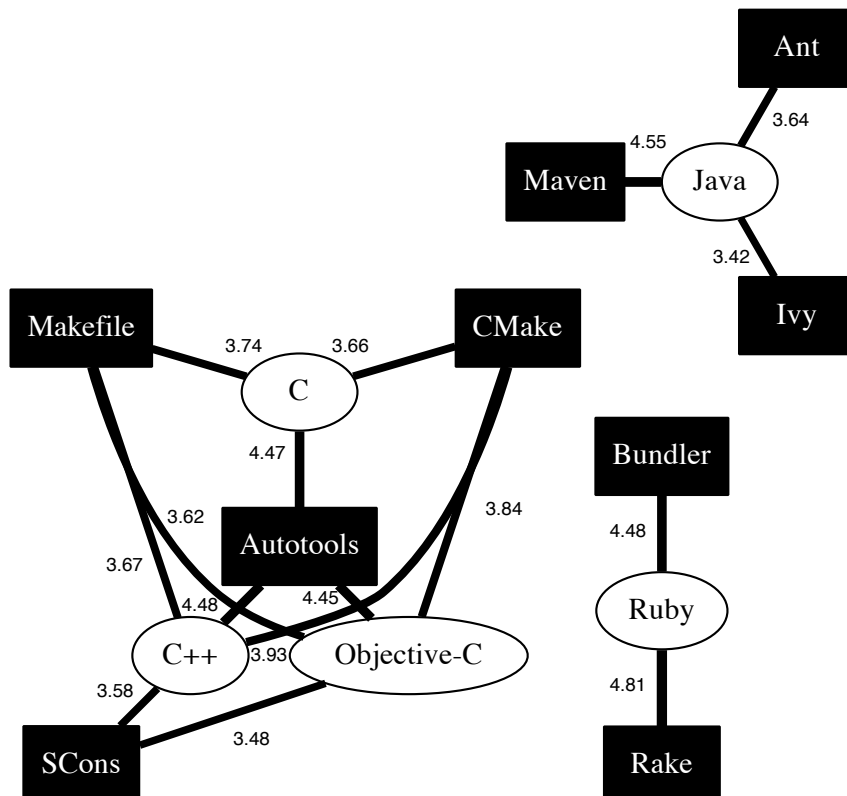 Ant
3.64
4.55
Maven
Java
3.42
Ivy
Makefile
CMake
3.74
3.66
C
4.47
Bundler
3.62
3.84
4.48
Autotools
3.67
4.48
4.45
Ruby
C++
3.93
Objective-C
3.58
4.81
3.48
SCons
Rake